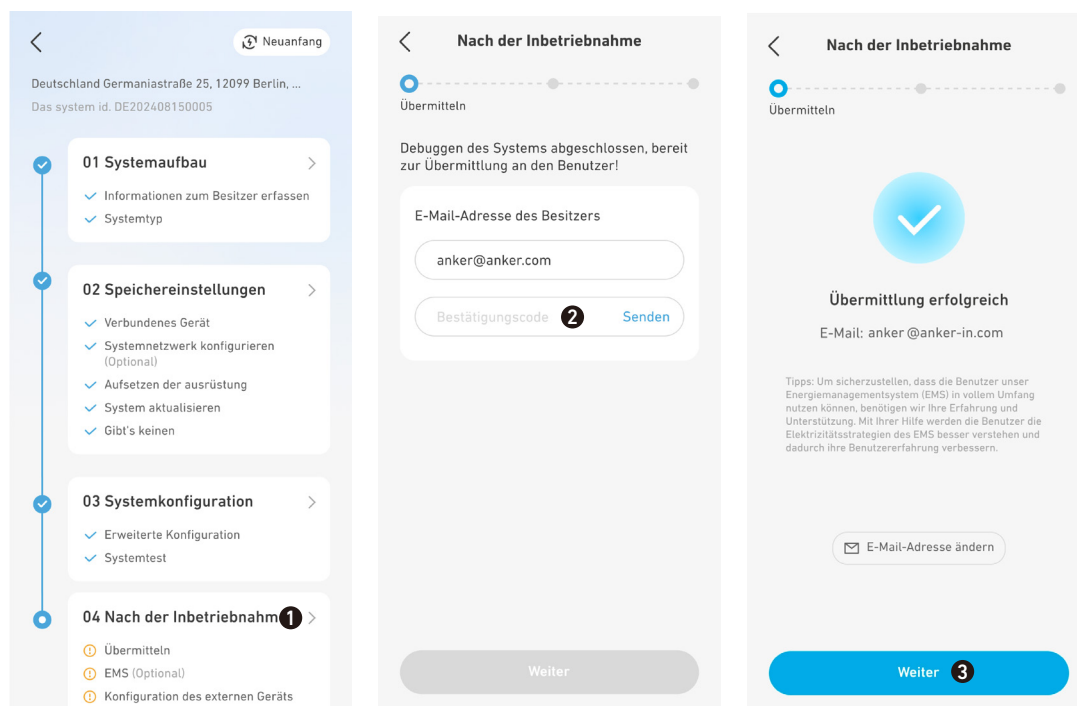 Neuanfang
Deutschland Germaniastraße 25, 12099 Berlin, ...
Das system id. DE202408150005
01 Systemaufbau
Informationen zum Besitzer erfassen
Systemtyp
02 Speichereinstellungen
Verbundenes Gerät
Systemnetzwerk konfigurieren
(Optional)
Aufsetzen der ausrüstung
System aktualisieren
Gibt's keinen
03 Systemkonfiguration
Erweiterte Konfiguration
Systemtest
04 Nach der Inbetriebnahm 1
Übermitteln
EMS (Optional)
Konfiguration des externen Geräts
Nach der Inbetriebnahme
Übermitteln
Debuggen des Systems abgeschlossen, bereit
zur Übermittlung an den Benutzer!
E-Mail-Adresse des Besitzers
anker@anker.com
Bestätigungscode 2 Senden
Weiter
Nach der Inbetriebnahme
Übermitteln
Übermittlung erfolgreich
E-Mail: anker @anker-in.com
Tipps: Um sicherzustellen, dass die Benutzer unser
Energiemanagementsystem (EMS) in vollem Umfang
nutzen können, benötigen wir Ihre Erfahrung und
Unterstützung. Mit Ihrer Hilfe werden die Benutzer die
Elektrizitätsstrategien des EMS besser verstehen und
dadurch ihre Benutzererfahrung verbessern.
E-Mail-Adresse ändern
Weiter 3